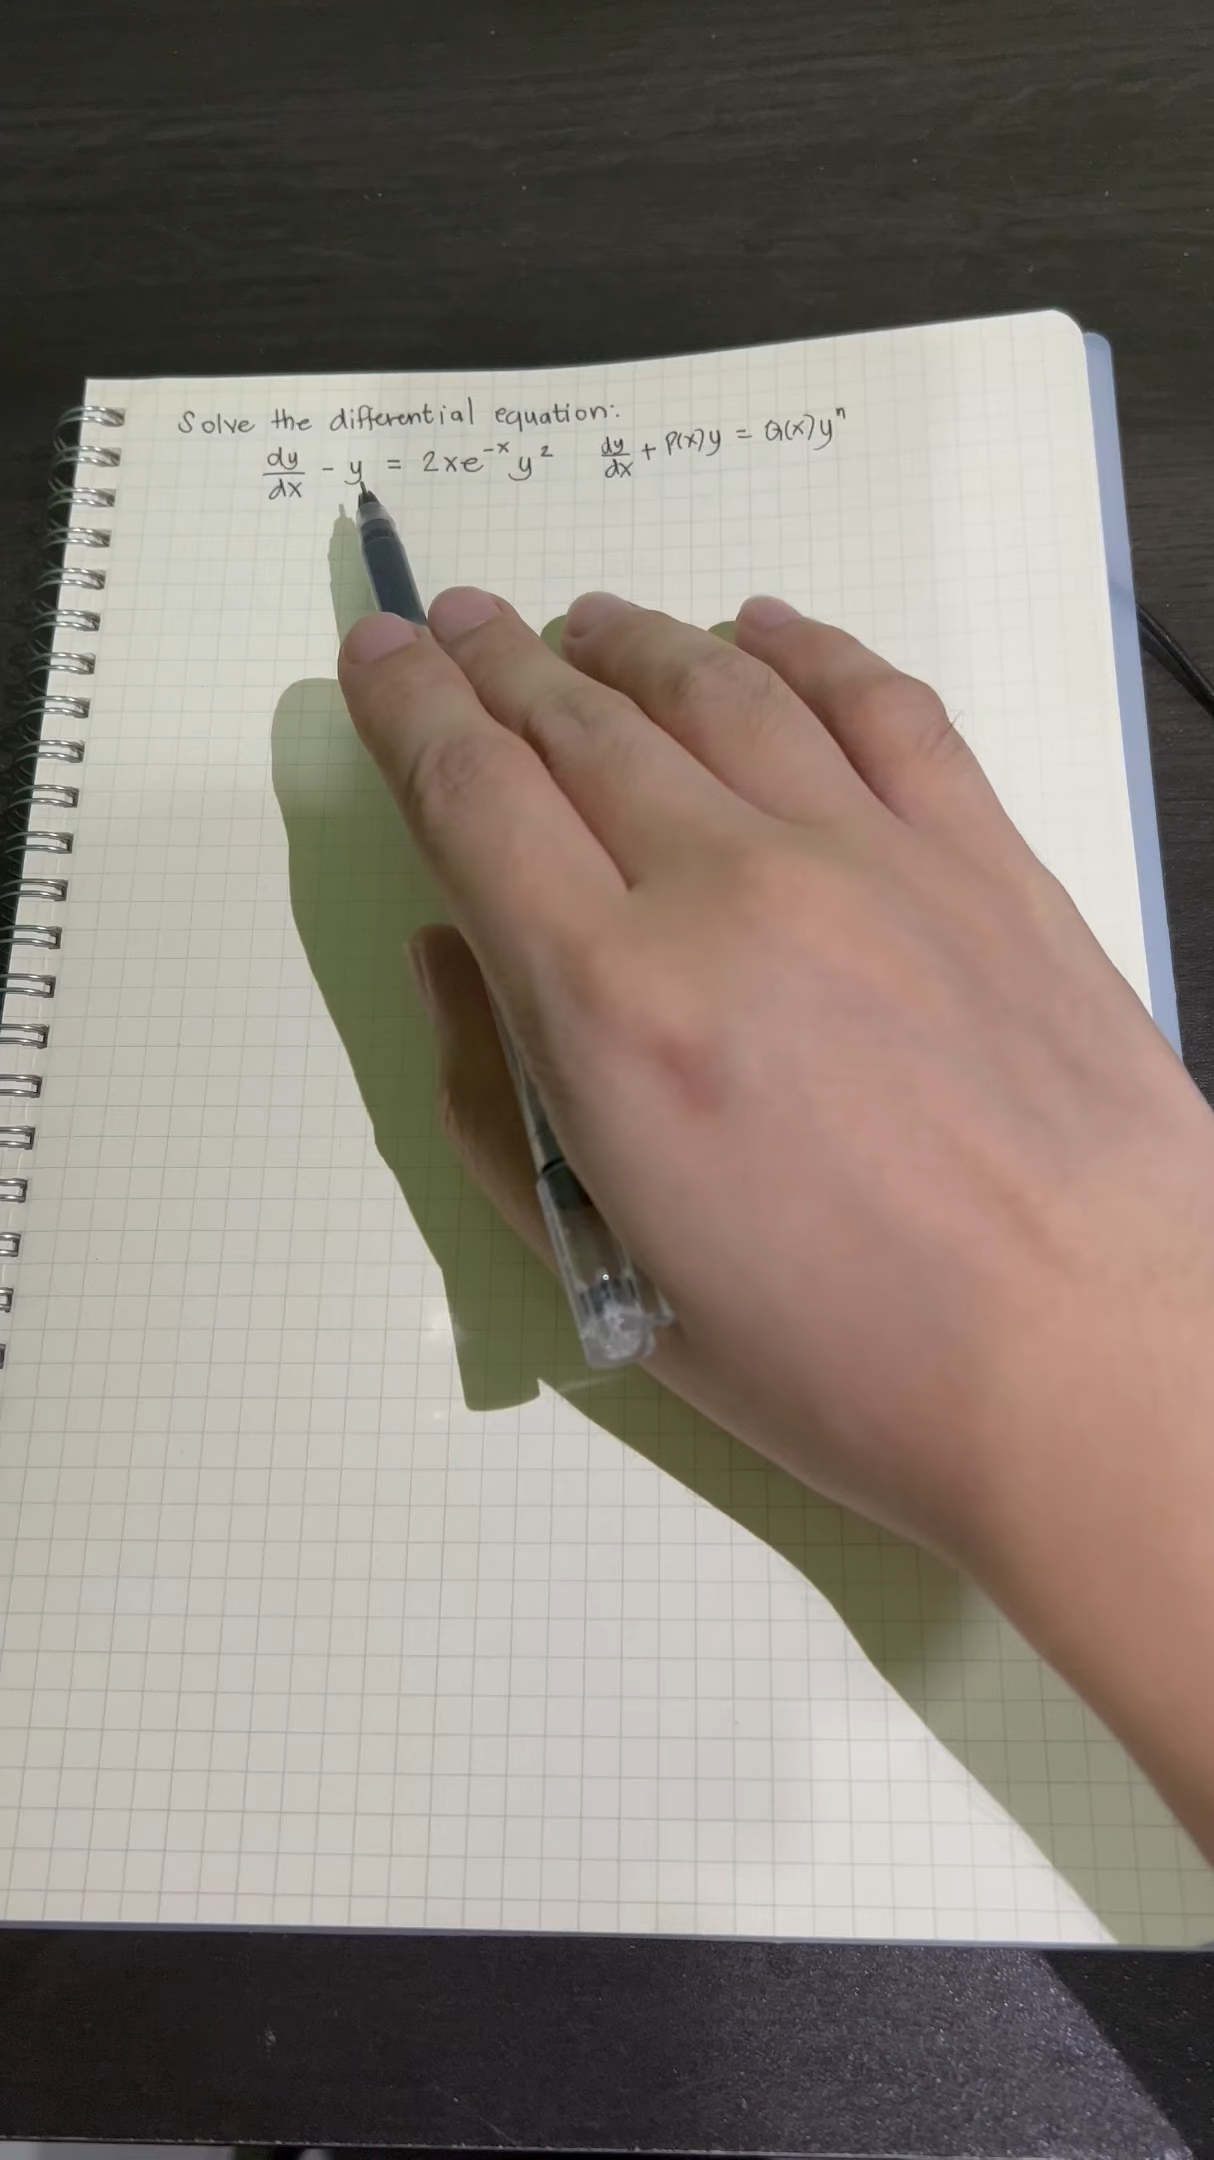 Solve the differential equation:
dy/dx - y = 2xe^-x y^2    dy/dx + P(x)y = Q(x)y^n